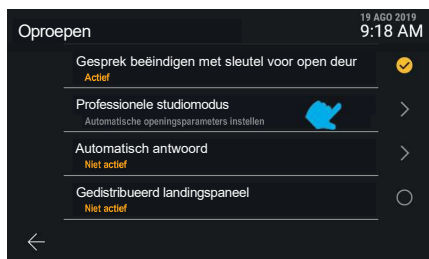 19 AGO 2019
Oproepen
9:18 AM
Gesprek beëindigen met sleutel voor open deur
Actief
Professionele studiomodus
Automatische openingsparameters instellen
Automatisch antwoord
Niet actief
Gedistribueerd landingspaneel
Niet actief